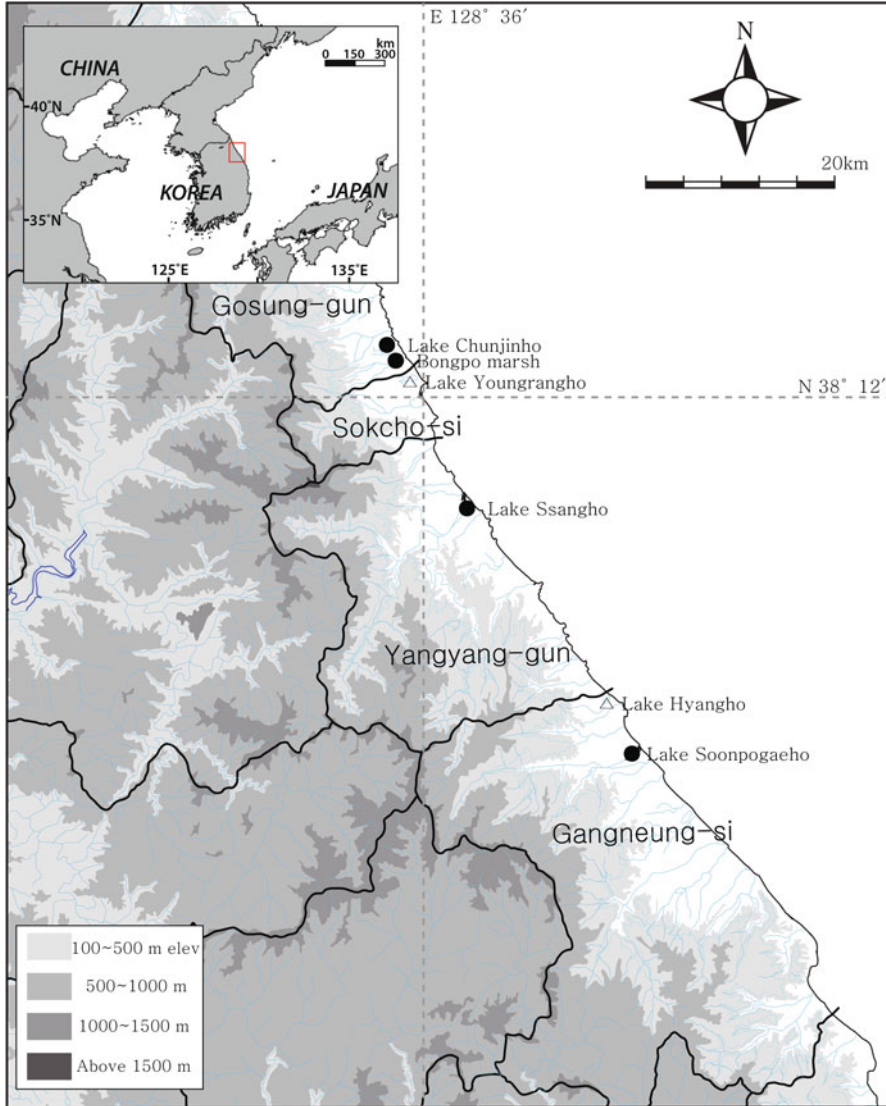 E 128° 36′
km
0 150 300
CHINA
40°N
KOREA
JAPAN
35°N
125°E
135°E
N
20km
Gosung-gun
Lake Chunjinho
Bongpo marsh
Lake Youngrangho
N 38° 12′
Sokcho-si
Lake Ssangho
Yangyang-gun
Lake Hyangho
Lake Soonpogaeho
Gangneung-si
100~500 m elev
500~1000 m
1000~1500 m
Above 1500 m